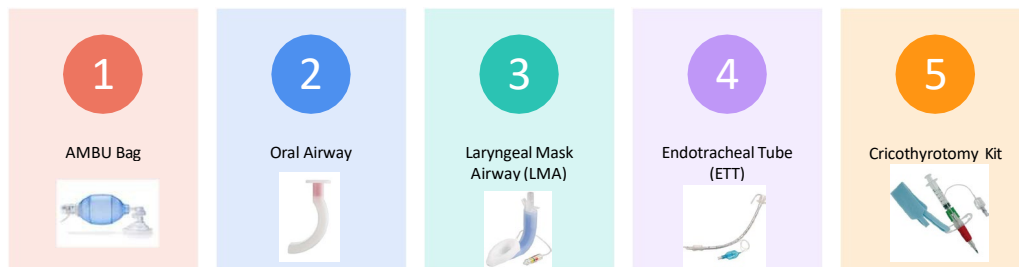 1
2
3
4
5
AMBU Bag
Oral Airway
Laryngeal Mask
Airway (LMA)
Endotracheal Tube
(ETT)
Cricothyrotomy Kit